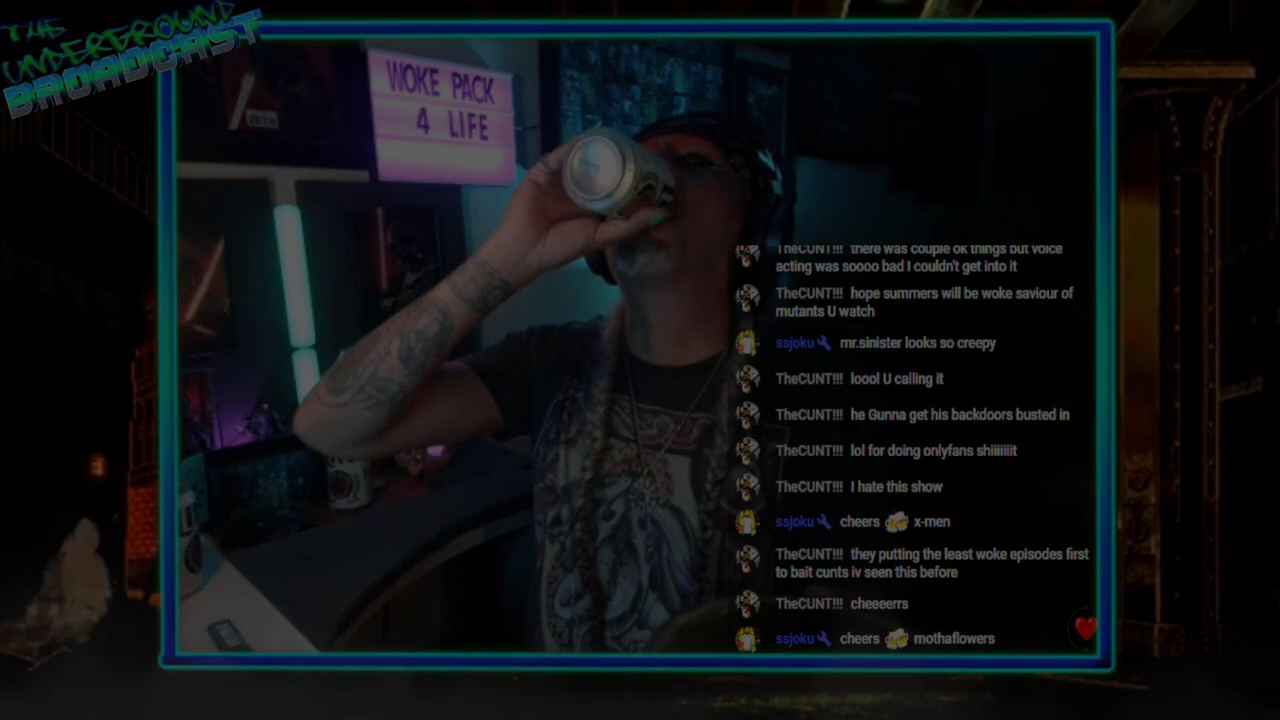 THE
UNDERGROUND
BROADCAST
WOKE PACK
4 LIFE
TheCUNT!!! there was couple ok things but voice
acting was soooo bad I couldn't get into it
TheCUNT!!! hope summers will be woke saviour of
mutants U watch
ssjoku mr.sinister looks so creepy
TheCUNT!!! loool U calling it
TheCUNT!!! he Gunna get his backdoors busted in
TheCUNT!!! lol for doing onlyfans shiiiiiiit
TheCUNT!!! I hate this show
ssjoku cheers 🍻 x-men
TheCUNT!!! they putting the least woke episodes first
to bait cunts iv seen this before
TheCUNT!!! cheeeerrs
ssjoku cheers 🍻 mothaflowers